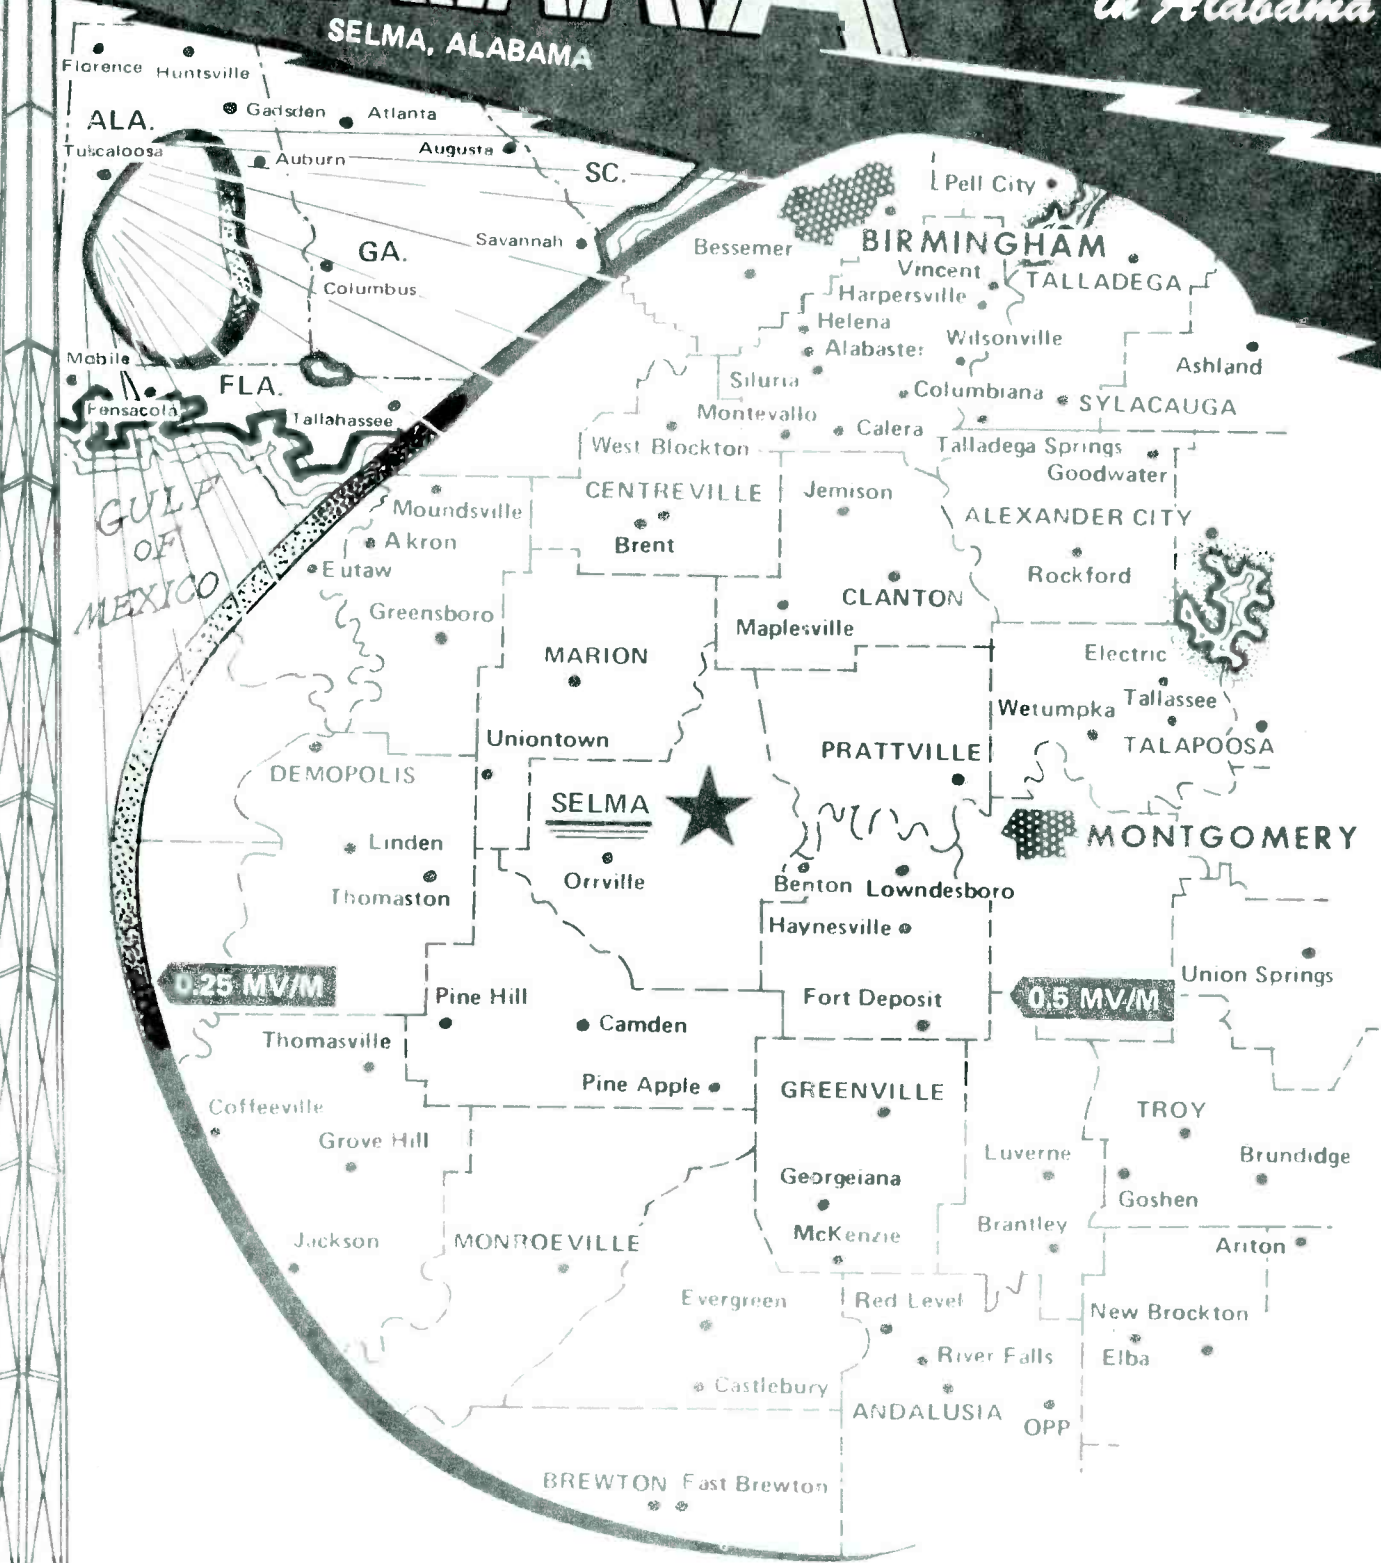 in Alabama
SELMA, ALABAMA
Florence Huntsville
Gadsden Atlanta
ALA.
Tuscaloosa
Auburn
Augusta
SC.
Savannah
GA.
Columbus
Mobile
FLA.
Pensacola
Tallahassee
GULF
OF
MEXICO
Pell City
Bessemer
BIRMINGHAM
Vincent
TALLADEGA
Harpersville
Helena
Wilsonville
Alabaster
Ashland
Siluria
Columbiana
SYLACAUGA
Montevallo
Calera
West Blockton
Talladega Springs
Goodwater
CENTREVILLE
Jemison
Moundsville
ALEXANDER CITY
Akron
Brent
Eutaw
Rockford
CLANTON
Greensboro
Maplesville
MARION
Electric
Tallassee
Wetumpka
Uniontown
PRATTVILLE
TALAPOOSA
DEMOPOLIS
SELMA
MONTGOMERY
Linden
Orrville
Benton Lowndesboro
Thomaston
Haynesville
0.25 MV/M
Union Springs
Pine Hill
Fort Deposit
0.5 MV/M
Camden
Thomasville
Pine Apple
GREENVILLE
Coffeeville
TROY
Grove Hill
Luverne
Brundidge
Georgeiana
Goshen
Brantley
McKenzie
Jackson
MONROEVILLE
Ariton
Evergreen
Red Level
New Brockton
River Falls
Elba
Castlebury
ANDALUSIA
OPP
BREWTON East Brewton